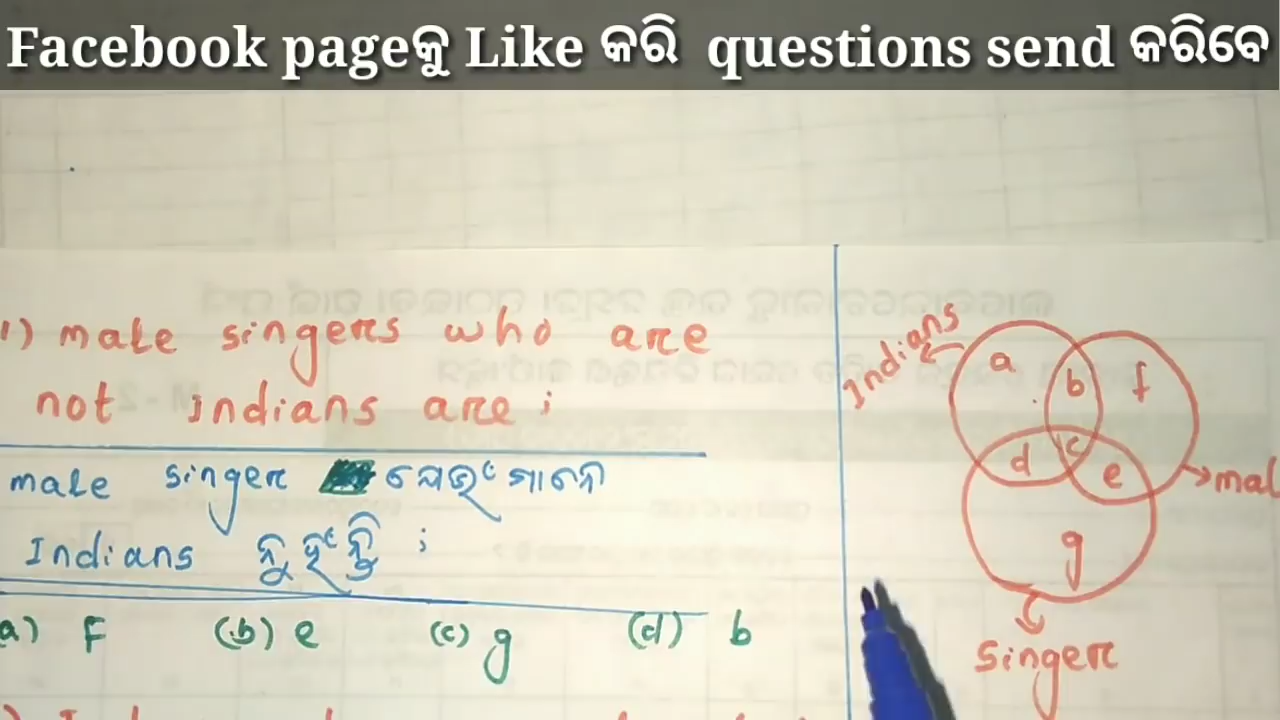 Facebook pageକୁ Like କରି questions send କରିବେ
1) male singers who are
not indians are ;
male singer ଯେଉଁ ମାନେ
Indians ନୁହଁନ୍ତି ;
a) F (b) e (c) g (d) b
Indians
a b f
d c e
g
mal
Singer